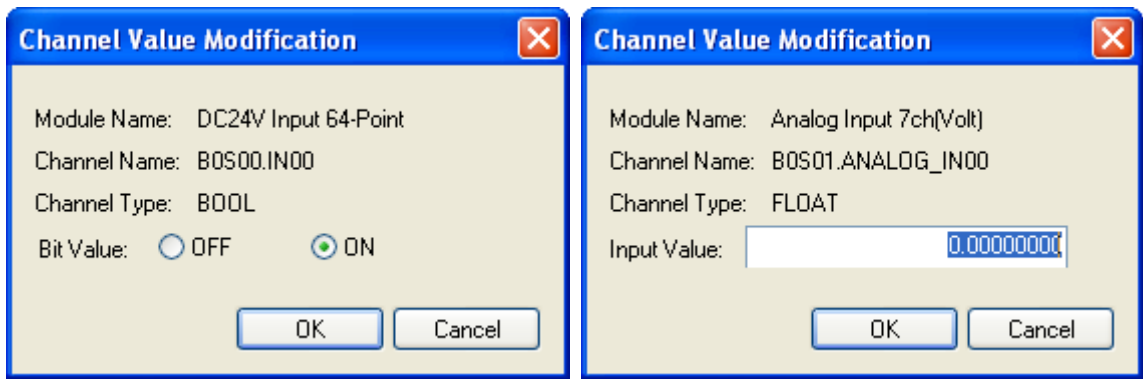 Channel Value Modification
Module Name: DC24V Input 64-Point
Channel Name: B0S00.IN00
Channel Type: BOOL
Bit Value: OFF ON
OK Cancel
Channel Value Modification
Module Name: Analog Input 7ch(Volt)
Channel Name: B0S01.ANALOG_IN00
Channel Type: FLOAT
Input Value: 0.00000000
OK Cancel